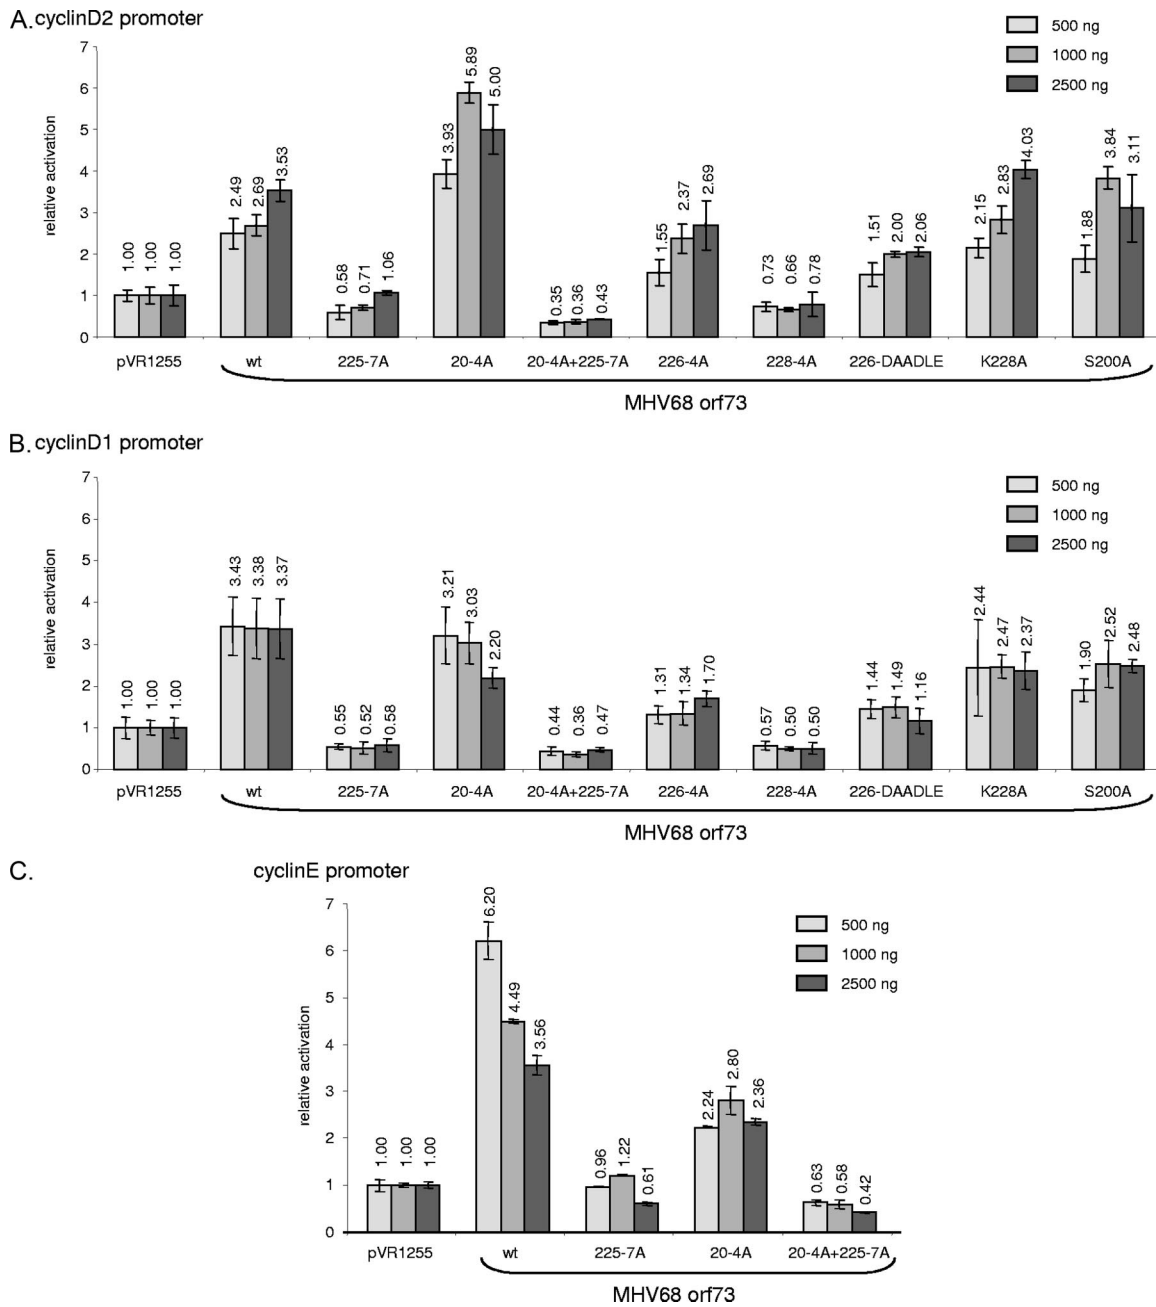 A. cyclinD2 promoter
500 ng
1000 ng
2500 ng
relative activation
7
6
5
4
3
2
1
0
1.00 1.00 1.00
2.49 2.69 3.53
0.58 0.71 1.06
3.93 5.89 5.00
0.35 0.36 0.43
1.55 2.37 2.69
0.73 0.66 0.78
1.51 2.00 2.06
2.15 2.83 4.03
1.88 3.84 3.11
pVR1255 wt 225-7A 20-4A 20-4A+225-7A 226-4A 228-4A 226-DAADLE K228A S200A
MHV68 orf73
B. cyclinD1 promoter
500 ng
1000 ng
2500 ng
relative activation
7
6
5
4
3
2
1
0
1.00 1.00 1.00
3.43 3.38 3.37
0.55 0.52 0.58
3.21 3.03 2.20
0.44 0.36 0.47
1.31 1.34 1.70
0.57 0.50 0.50
1.44 1.49 1.16
2.44 2.47 2.37
1.90 2.52 2.48
pVR1255 wt 225-7A 20-4A 20-4A+225-7A 226-4A 228-4A 226-DAADLE K228A S200A
MHV68 orf73
C. cyclinE promoter
500 ng
1000 ng
2500 ng
relative activation
7
6
5
4
3
2
1
0
1.00 1.00 1.00
6.20 4.49 3.56
0.96 1.22 0.61
2.24 2.80 2.36
0.63 0.58 0.42
pVR1255 wt 225-7A 20-4A 20-4A+225-7A
MHV68 orf73